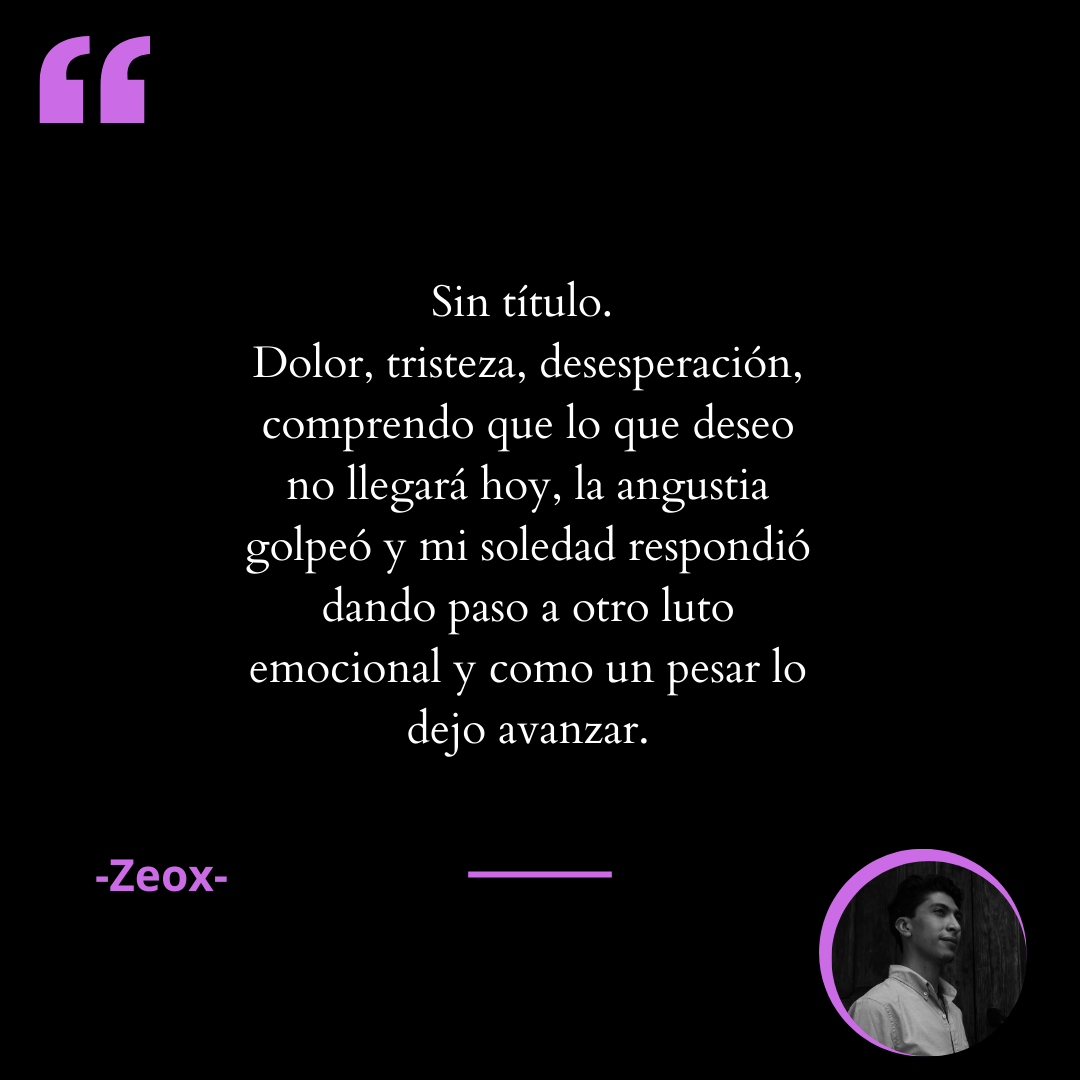 Sin título.
Dolor, tristeza, desesperación,
comprendo que lo que deseo
no llegará hoy, la angustia
golpeó y mi soledad respondió
dando paso a otro luto
emocional y como un pesar lo
dejo avanzar.
-Zeox-